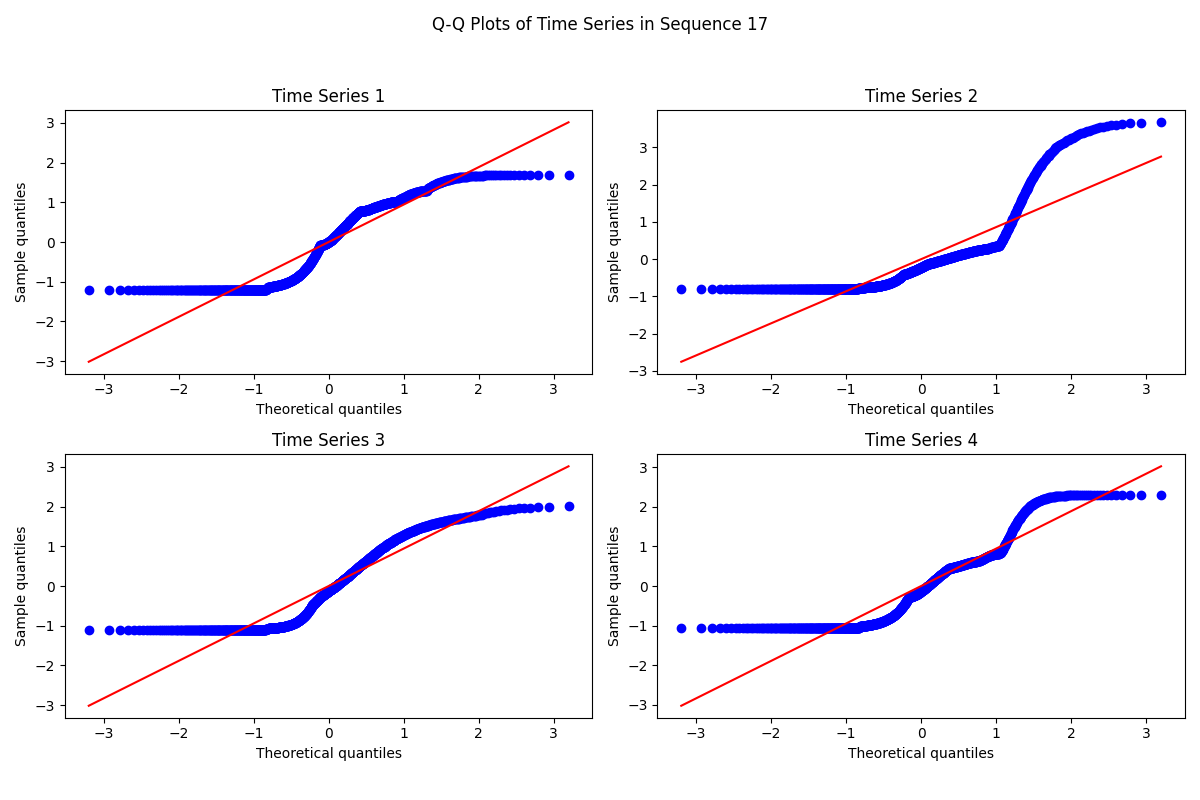 Q-Q Plots of Time Series in Sequence 17
Time Series 1
Sample quantiles
3
2
1
0
−1
−2
−3
−3 −2 −1 0 1 2 3
Theoretical quantiles
Time Series 2
Sample quantiles
3
2
1
0
−1
−2
−3
−3 −2 −1 0 1 2 3
Theoretical quantiles
Time Series 3
Sample quantiles
3
2
1
0
−1
−2
−3
−3 −2 −1 0 1 2 3
Theoretical quantiles
Time Series 4
Sample quantiles
3
2
1
0
−1
−2
−3
−3 −2 −1 0 1 2 3
Theoretical quantiles